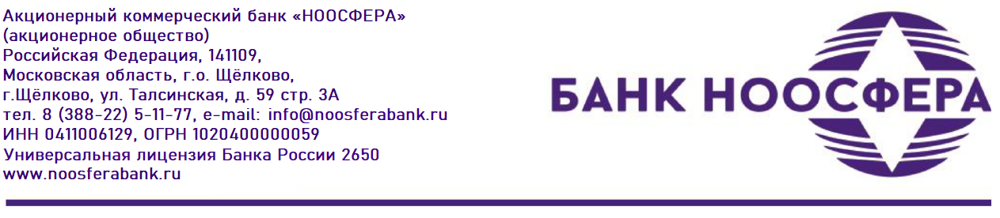 Акционерный коммерческий банк «НООСФЕРА»
(акционерное общество)
Российская Федерация, 141109,
Московская область, г.о. Щёлково,
г.Щёлково, ул. Талсинская, д. 59 стр. 3А
тел. 8 (388-22) 5-11-77, e-mail: info@noosferabank.ru
ИНН 0411006129, ОГРН 1020400000059
Универсальная лицензия Банка России 2650
www.noosferabank.ru
БАНК НООСФЕРА